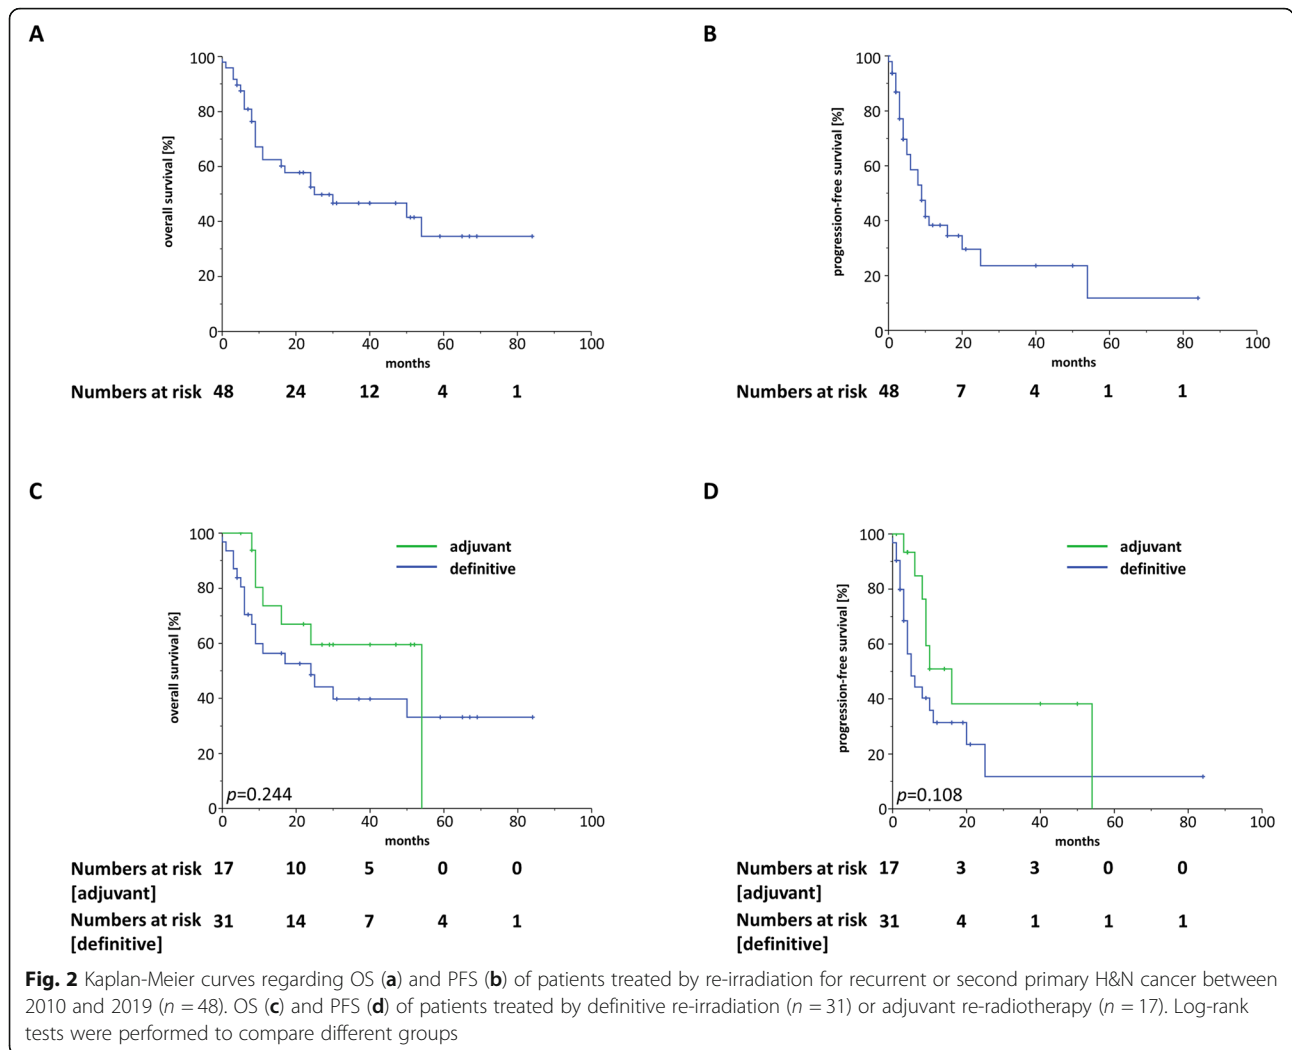 A
100
80
60
40
20
0
overall survival [%]
0 20 40 60 80 100
months
Numbers at risk 48 24 12 4 1
B
100
80
60
40
20
0
progression-free survival [%]
0 20 40 60 80 100
months
Numbers at risk 48 7 4 1 1
C
100
80
60
40
20
0
overall survival [%]
adjuvant
definitive
p=0.244
0 20 40 60 80 100
months
Numbers at risk 17 10 5 0 0
[adjuvant]
Numbers at risk 31 14 7 4 1
[definitive]
D
100
80
60
40
20
0
progression-free survival [%]
adjuvant
definitive
p=0.108
0 20 40 60 80 100
months
Numbers at risk 17 3 3 0 0
[adjuvant]
Numbers at risk 31 4 1 1 1
[definitive]
Fig. 2 Kaplan-Meier curves regarding OS (a) and PFS (b) of patients treated by re-irradiation for recurrent or second primary H&N cancer between
2010 and 2019 (n = 48). OS (c) and PFS (d) of patients treated by definitive re-irradiation (n = 31) or adjuvant re-radiotherapy (n = 17). Log-rank
tests were performed to compare different groups